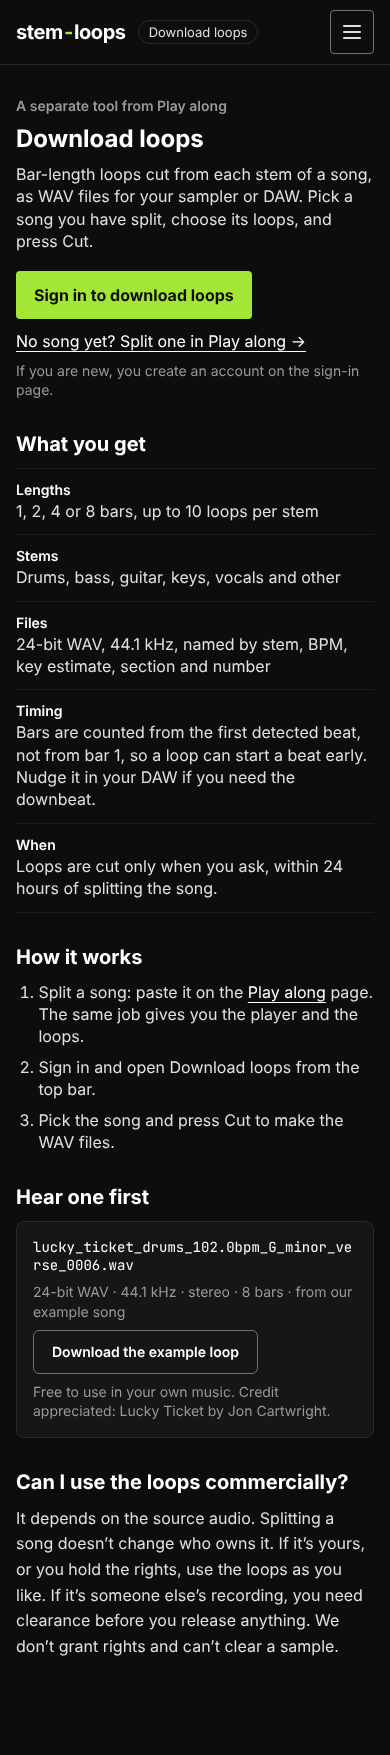 stem-loops Download loops
A separate tool from Play along
Download loops
Bar-length loops cut from each stem of a song,
as WAV files for your sampler or DAW. Pick a
song you have split, choose its loops, and
press Cut.
Sign in to download loops
No song yet? Split one in Play along →
If you are new, you create an account on the sign-in
page.
What you get
Lengths
1, 2, 4 or 8 bars, up to 10 loops per stem
Stems
Drums, bass, guitar, keys, vocals and other
Files
24-bit WAV, 44.1 kHz, named by stem, BPM,
key estimate, section and number
Timing
Bars are counted from the first detected beat,
not from bar 1, so a loop can start a beat early.
Nudge it in your DAW if you need the
downbeat.
When
Loops are cut only when you ask, within 24
hours of splitting the song.
How it works
1. Split a song: paste it on the Play along page.
The same job gives you the player and the
loops.
2. Sign in and open Download loops from the
top bar.
3. Pick the song and press Cut to make the
WAV files.
Hear one first
lucky_ticket_drums_102.0bpm_G_minor_ve
rse_0006.wav
24-bit WAV · 44.1 kHz · stereo · 8 bars · from our
example song
Download the example loop
Free to use in your own music. Credit
appreciated: Lucky Ticket by Jon Cartwright.
Can I use the loops commercially?
It depends on the source audio. Splitting a
song doesn’t change who owns it. If it’s yours,
or you hold the rights, use the loops as you
like. If it’s someone else’s recording, you need
clearance before you release anything. We
don’t grant rights and can’t clear a sample.